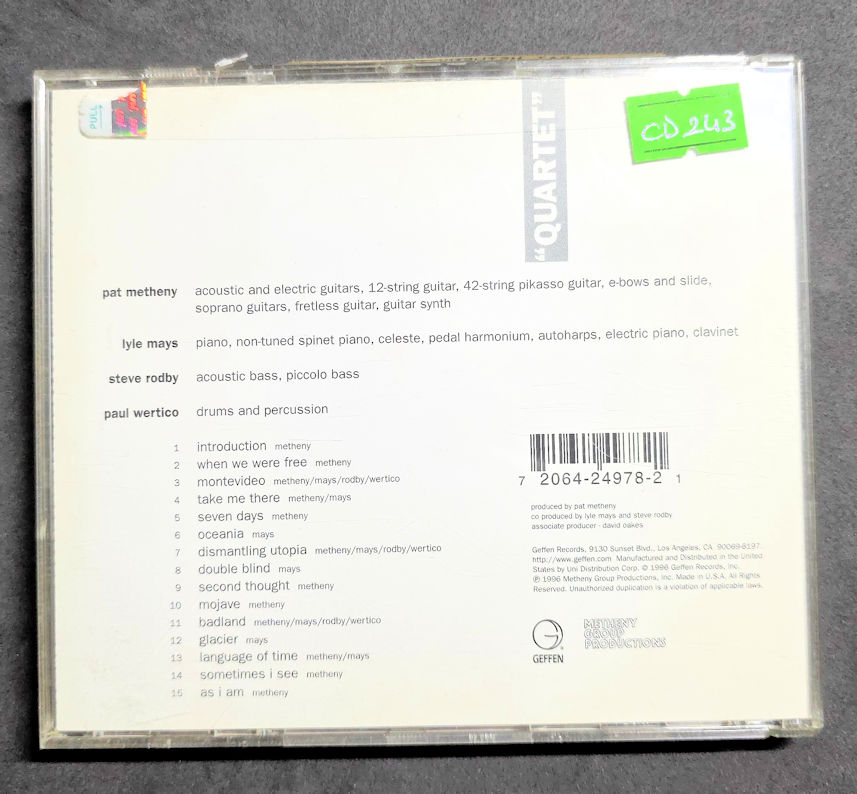 PULL
"QUARTET"
CD 243
pat metheny acoustic and electric guitars, 12-string guitar, 42-string pikasso guitar, e-bows and slide,
soprano guitars, fretless guitar, guitar synth
lyle mays piano, non-tuned spinet piano, celeste, pedal harmonium, autoharps, electric piano, clavinet
steve rodby acoustic bass, piccolo bass
paul wertico drums and percussion
1 introduction metheny
2 when we were free metheny
3 montevideo metheny/mays/rodby/wertico
4 take me there metheny/mays
5 seven days metheny
6 oceania mays
7 dismantling utopia metheny/mays/rodby/wertico
8 double blind mays
9 second thought metheny
10 mojave metheny
11 badland metheny/mays/rodby/wertico
12 glacier mays
13 language of time metheny/mays
14 sometimes i see metheny
15 as i am metheny
7 2064-24978-2 1
produced by pat metheny
co produced by lyle mays and steve rodby
associate producer - david oakes
Geffen Records, 9130 Sunset Blvd., Los Angeles, CA 90069-6197.
http://www.geffen.com Manufactured and Distributed in the United
States by Uni Distribution Corp. © 1996 Geffen Records, Inc.
℗ 1996 Metheny Group Productions, Inc. Made in U.S.A. All Rights
Reserved. Unauthorized duplication is a violation of applicable laws.
GEFFEN
METHENY
GROUP
PRODUCTIONS